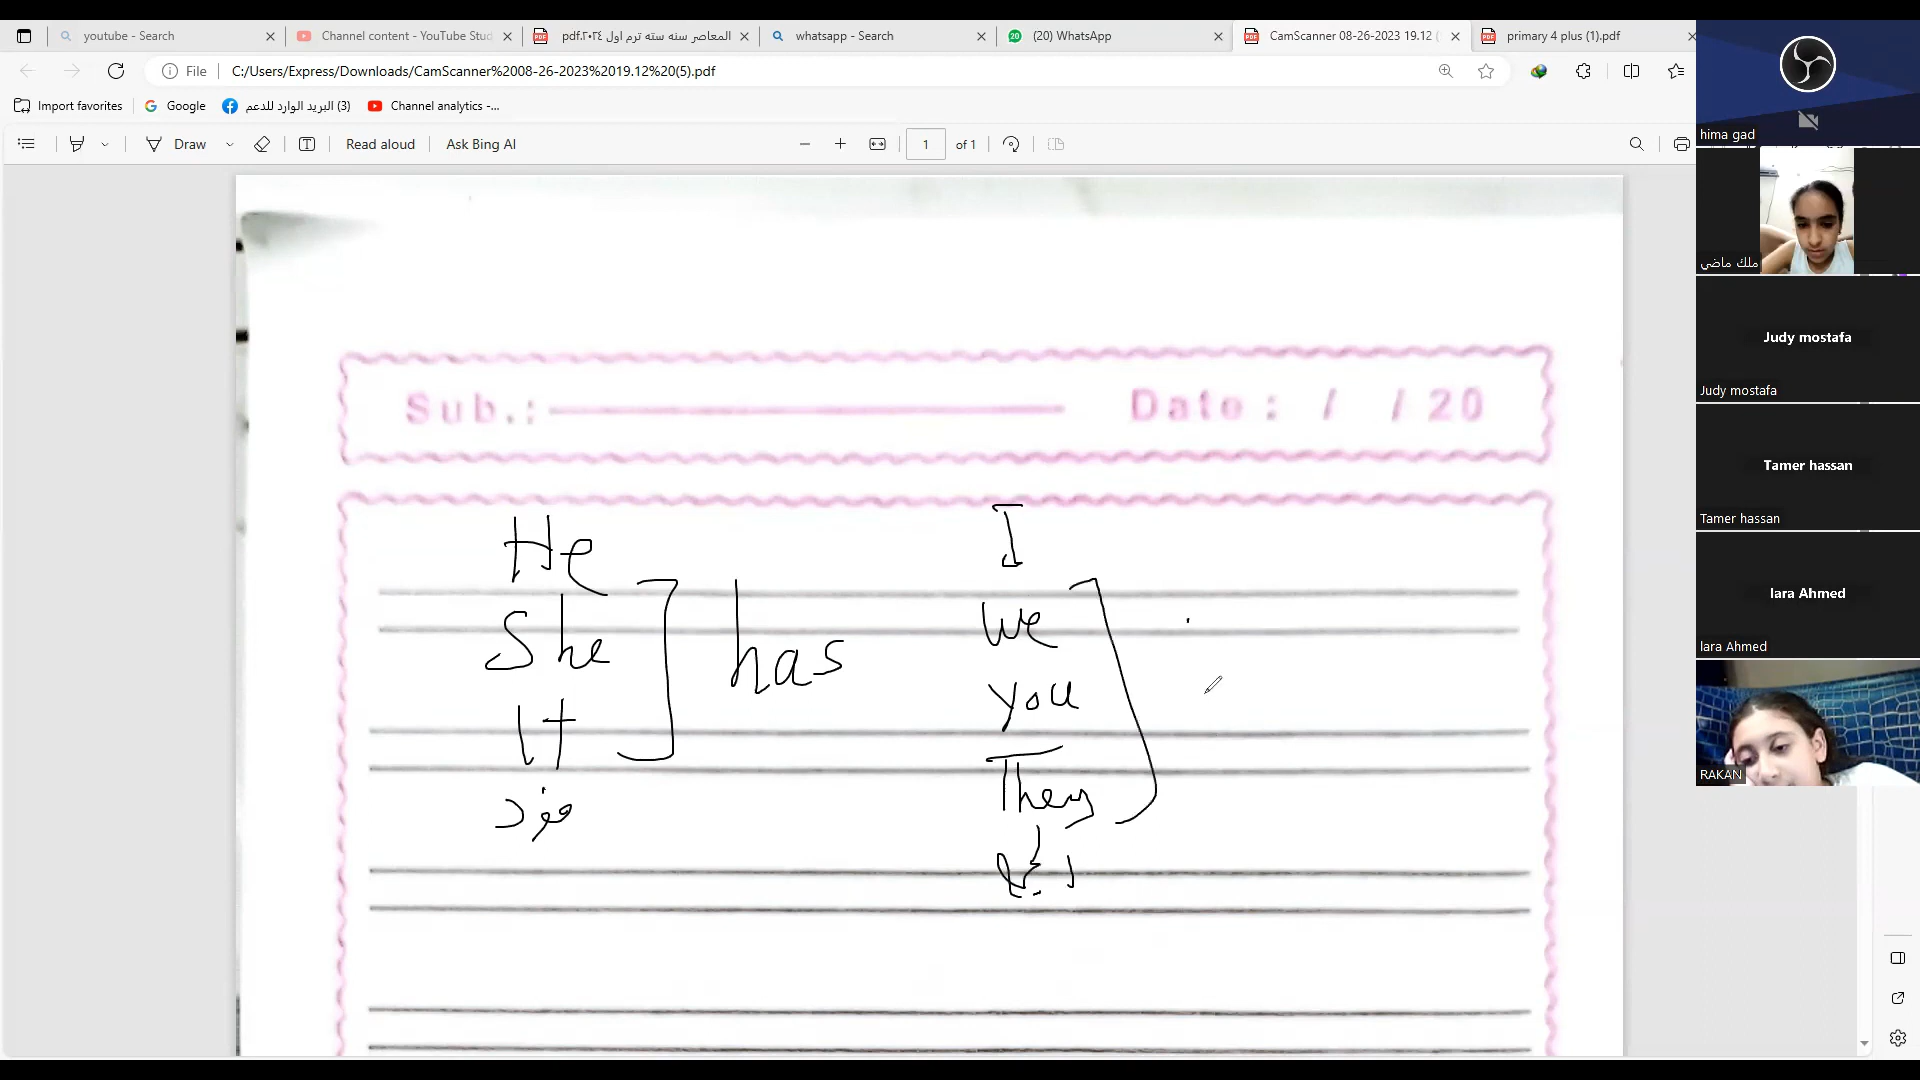 youtube - Search
Channel content - YouTube Stud
المعاصر سنه سته ترم اول ٢٠٢٤.pdf
whatsapp - Search
(20) WhatsApp
CamScanner 08-26-2023 19.12 (
primary 4 plus (1).pdf
File
C:/Users/Express/Downloads/CamScanner%2008-26-2023%2019.12%20(5).pdf
Import favorites
Google
(3) البريد الوارد للدعم
Channel analytics -...
Draw
Read aloud
Ask Bing AI
1
of 1
Sub.:
Date : / / 20
He
She
It
has
I
We
you
They
hima gad
ملك ماضي
Judy mostafa
Judy mostafa
Tamer hassan
Tamer hassan
lara Ahmed
lara Ahmed
RAKAN